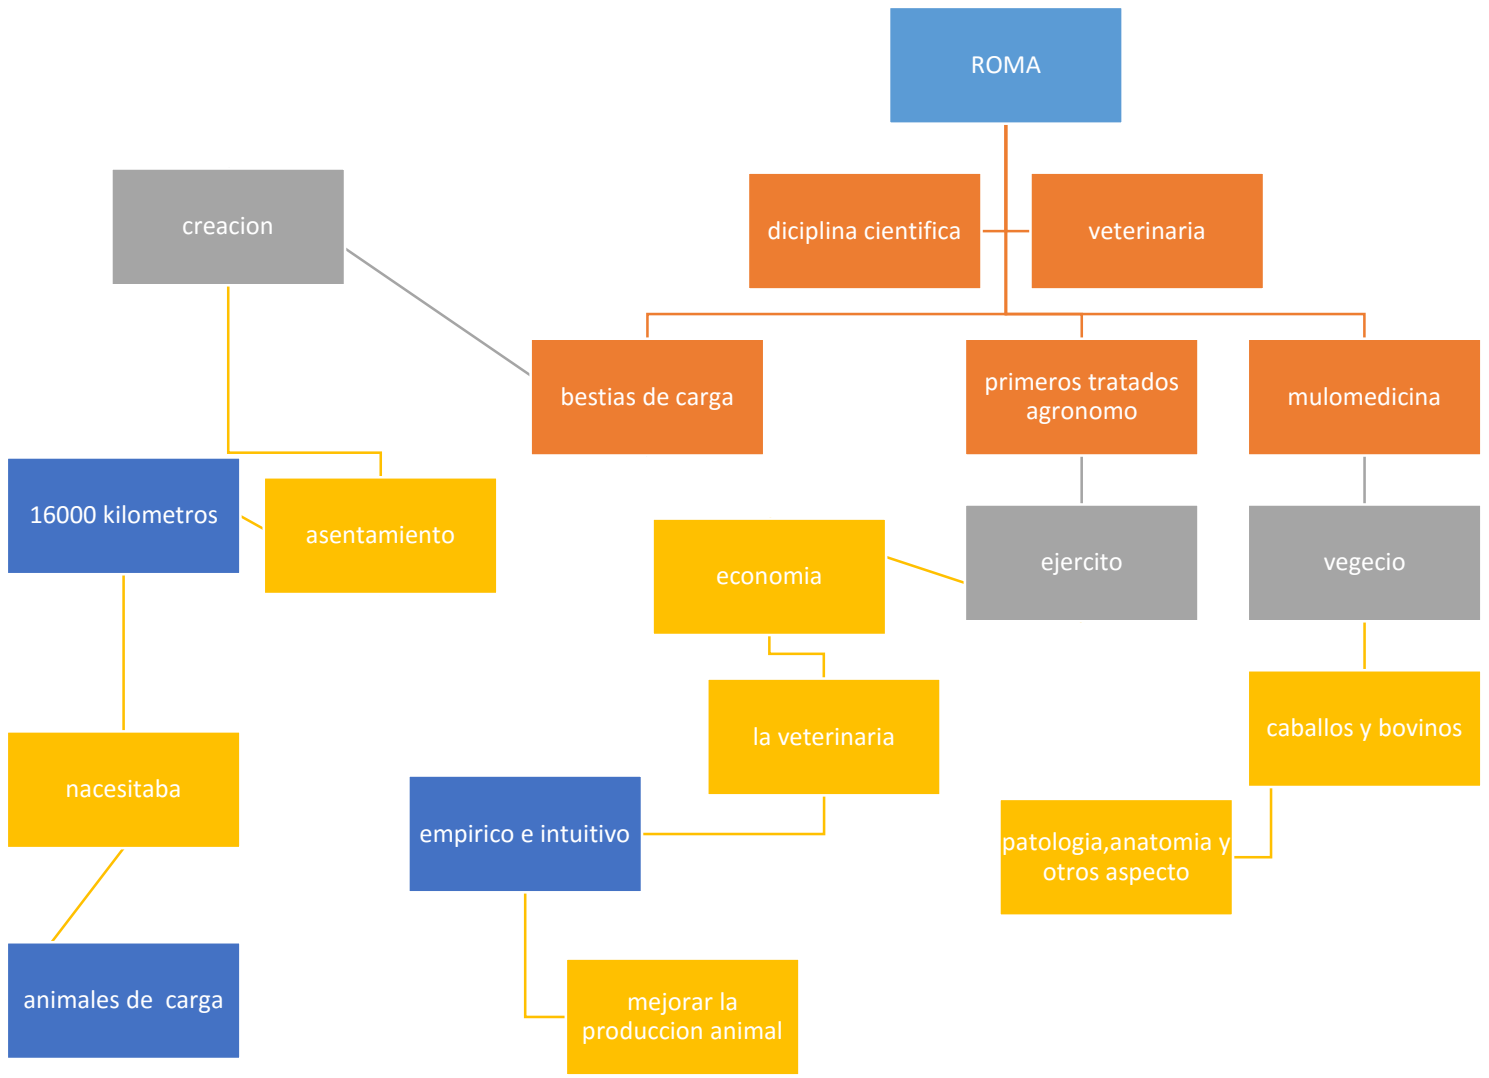 ROMA
diciplina cientifica
veterinaria
creacion
bestias de carga
primeros tratados
agronomo
mulomedicina
16000 kilometros
asentamiento
economia
ejercito
vegecio
la veterinaria
caballos y bovinos
nacesitaba
empirico e intuitivo
patologia,anatomia y
otros aspecto
animales de  carga
mejorar la
produccion animal